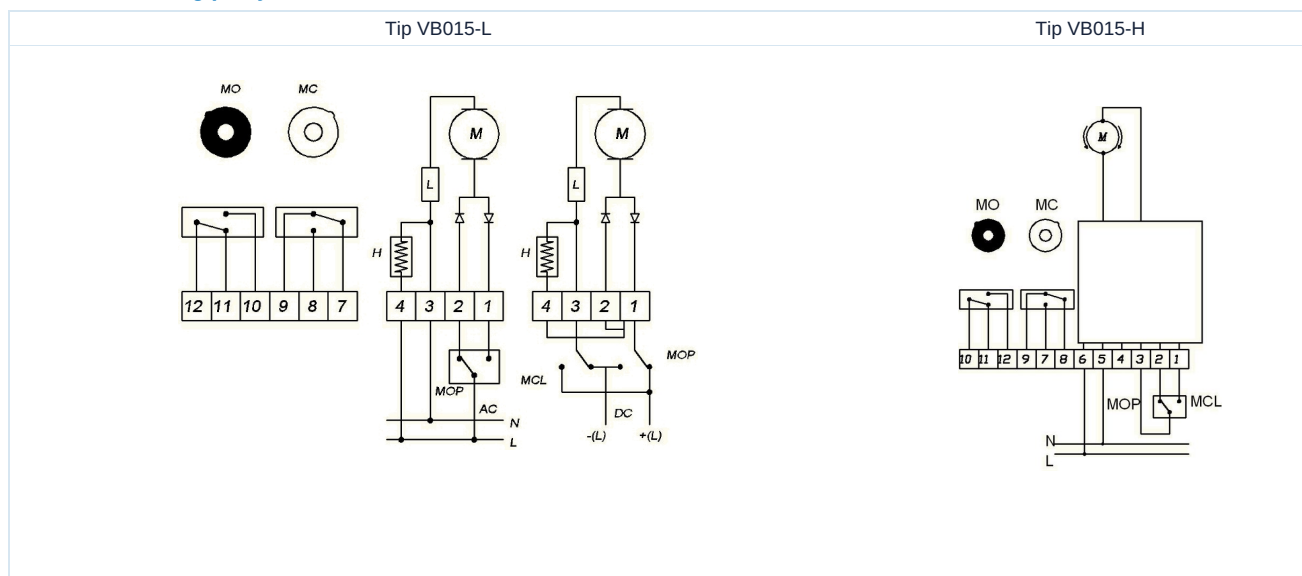 Tip VB015-L
Tip VB015-H
MO MC
M
L
H
12 11 10 9 8 7
4 3 2 1
MOP
AC
N
L
M
L
H
4 3 2 1
MOP
MCL
DC
-(L) +(L)
M
MO MC
10 11 12 9 7 8 6 5 4 3 2 1
MOP MCL
N
L